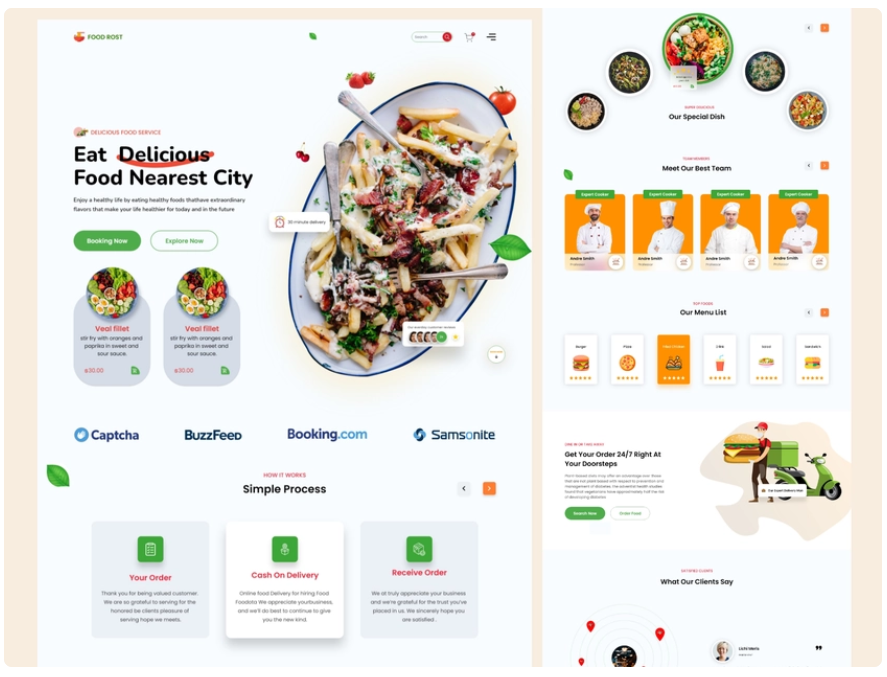 FOOD ROST
Search
DELICIOUS FOOD SERVICE
Eat Delicious
Food Nearest City
Enjoy a healthy life by eating healthy foods thathave extraordinary
flavors that make your life healthier for today and in the future
30 minute delivery
Booking Now
Explore Now
Our everyday customer reviews
Veal fillet
stir fry with oranges and
paprika in sweet and
sour sauce.
Veal fillet
stir fry with oranges and
paprika in sweet and
sour sauce.
Captcha
BuzzFeed
Booking.com
Samsonite
HOW IT WORKS
Simple Process
Your Order
Thank you for being valued customer.
We are so grateful to serving for the
honored be clients pleasure of
serving hope we meets.
Cash On Delivery
Online food Delivery for hiring Food
Foodota We appreciate yourbusiness,
and we'll do best to continue to give
you the new kind.
Receive Order
We at truly appreciate your business
and we're grateful for the trust you've
placed in us. We sincerely hope you
are satisfied .
SUPER DELICIOUS
Our Special Dish
TEAM MEMBERS
Meet Our Best Team
Expert Cooker
Expert Cooker
Expert Cooker
Expert Cooker
Andre Smith
Andre Smith
Andre Smith
Andre Smith
POP FOODS
Our Menu List
Burger
Pizza
Get Your Order 24/7 Right At
Your Doorsteps
Search Now
Order Food
SATISFIED CLIENTS
What Our Clients Say